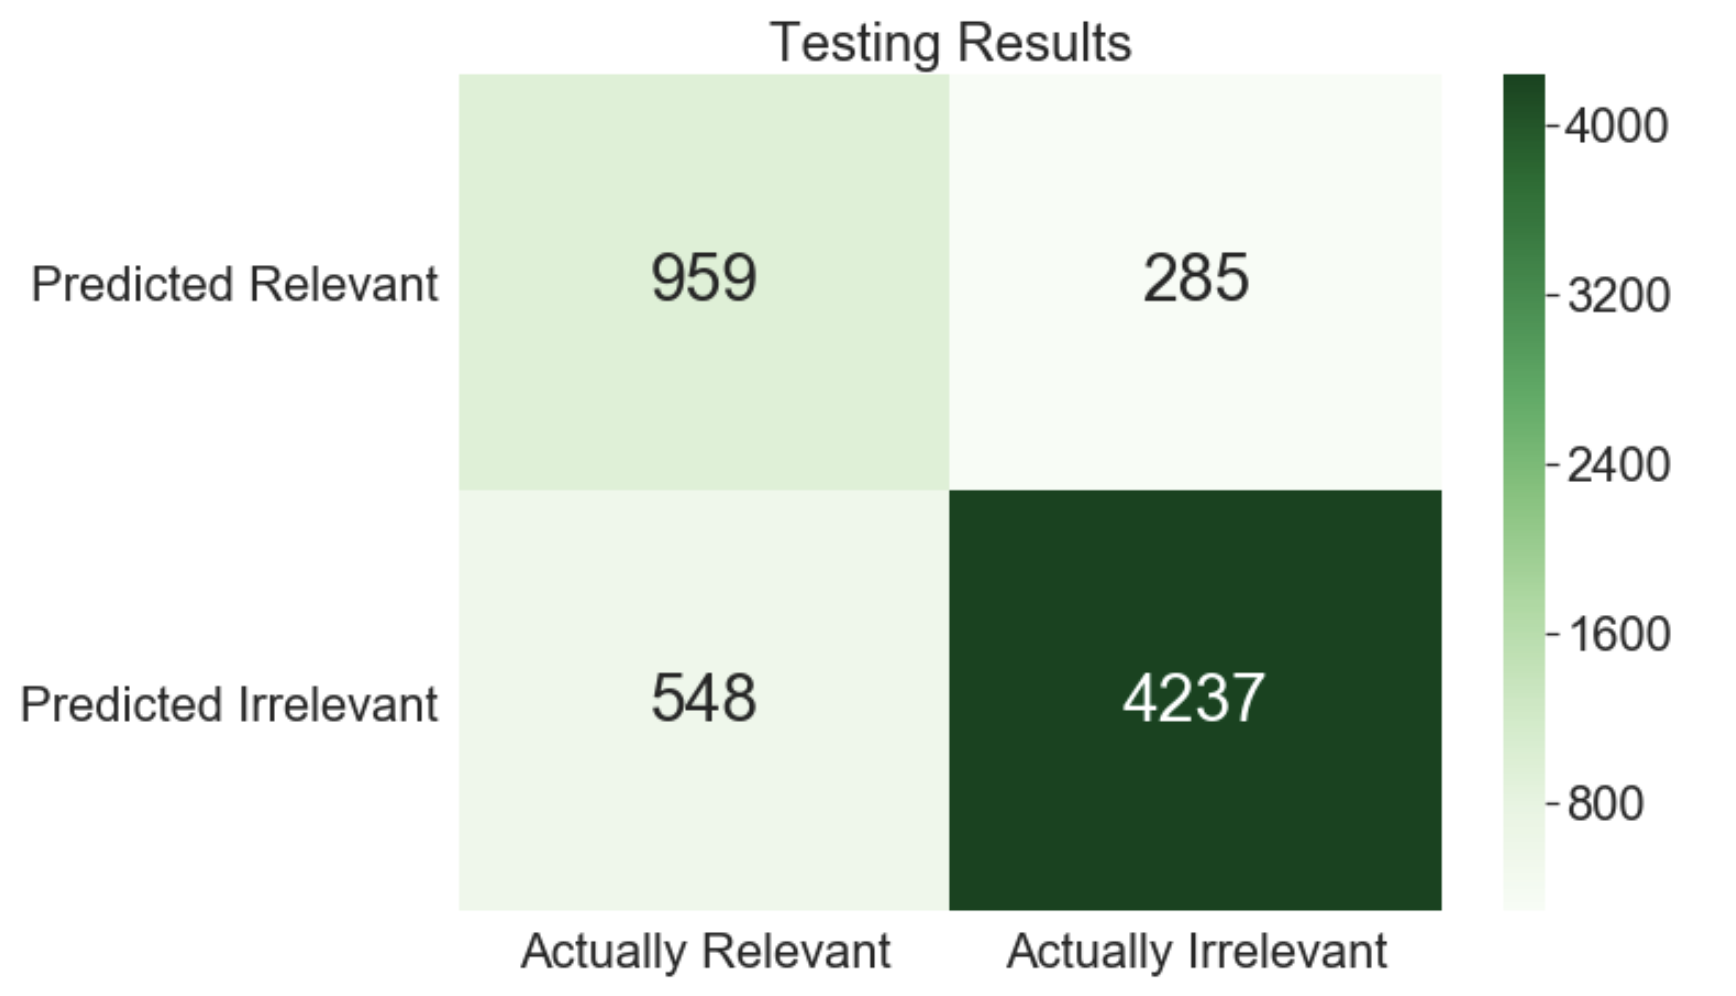 Testing Results
Predicted Relevant
959
285
Predicted Irrelevant
548
4237
Actually Relevant
Actually Irrelevant
4000
3200
2400
1600
800